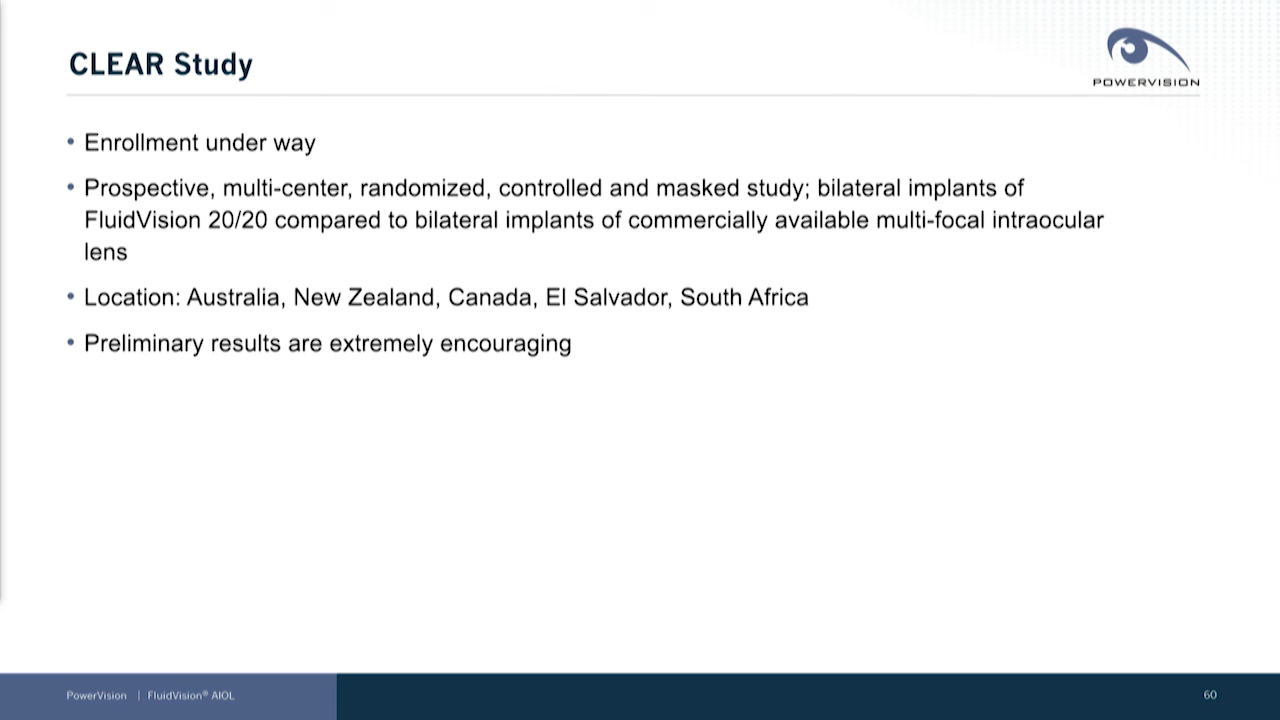 CLEAR Study
POWERVISION
• Enrollment under way
• Prospective, multi-center, randomized, controlled and masked study; bilateral implants of
FluidVision 20/20 compared to bilateral implants of commercially available multi-focal intraocular
lens
• Location: Australia, New Zealand, Canada, El Salvador, South Africa
• Preliminary results are extremely encouraging
PowerVision | FluidVision® AIOL
60